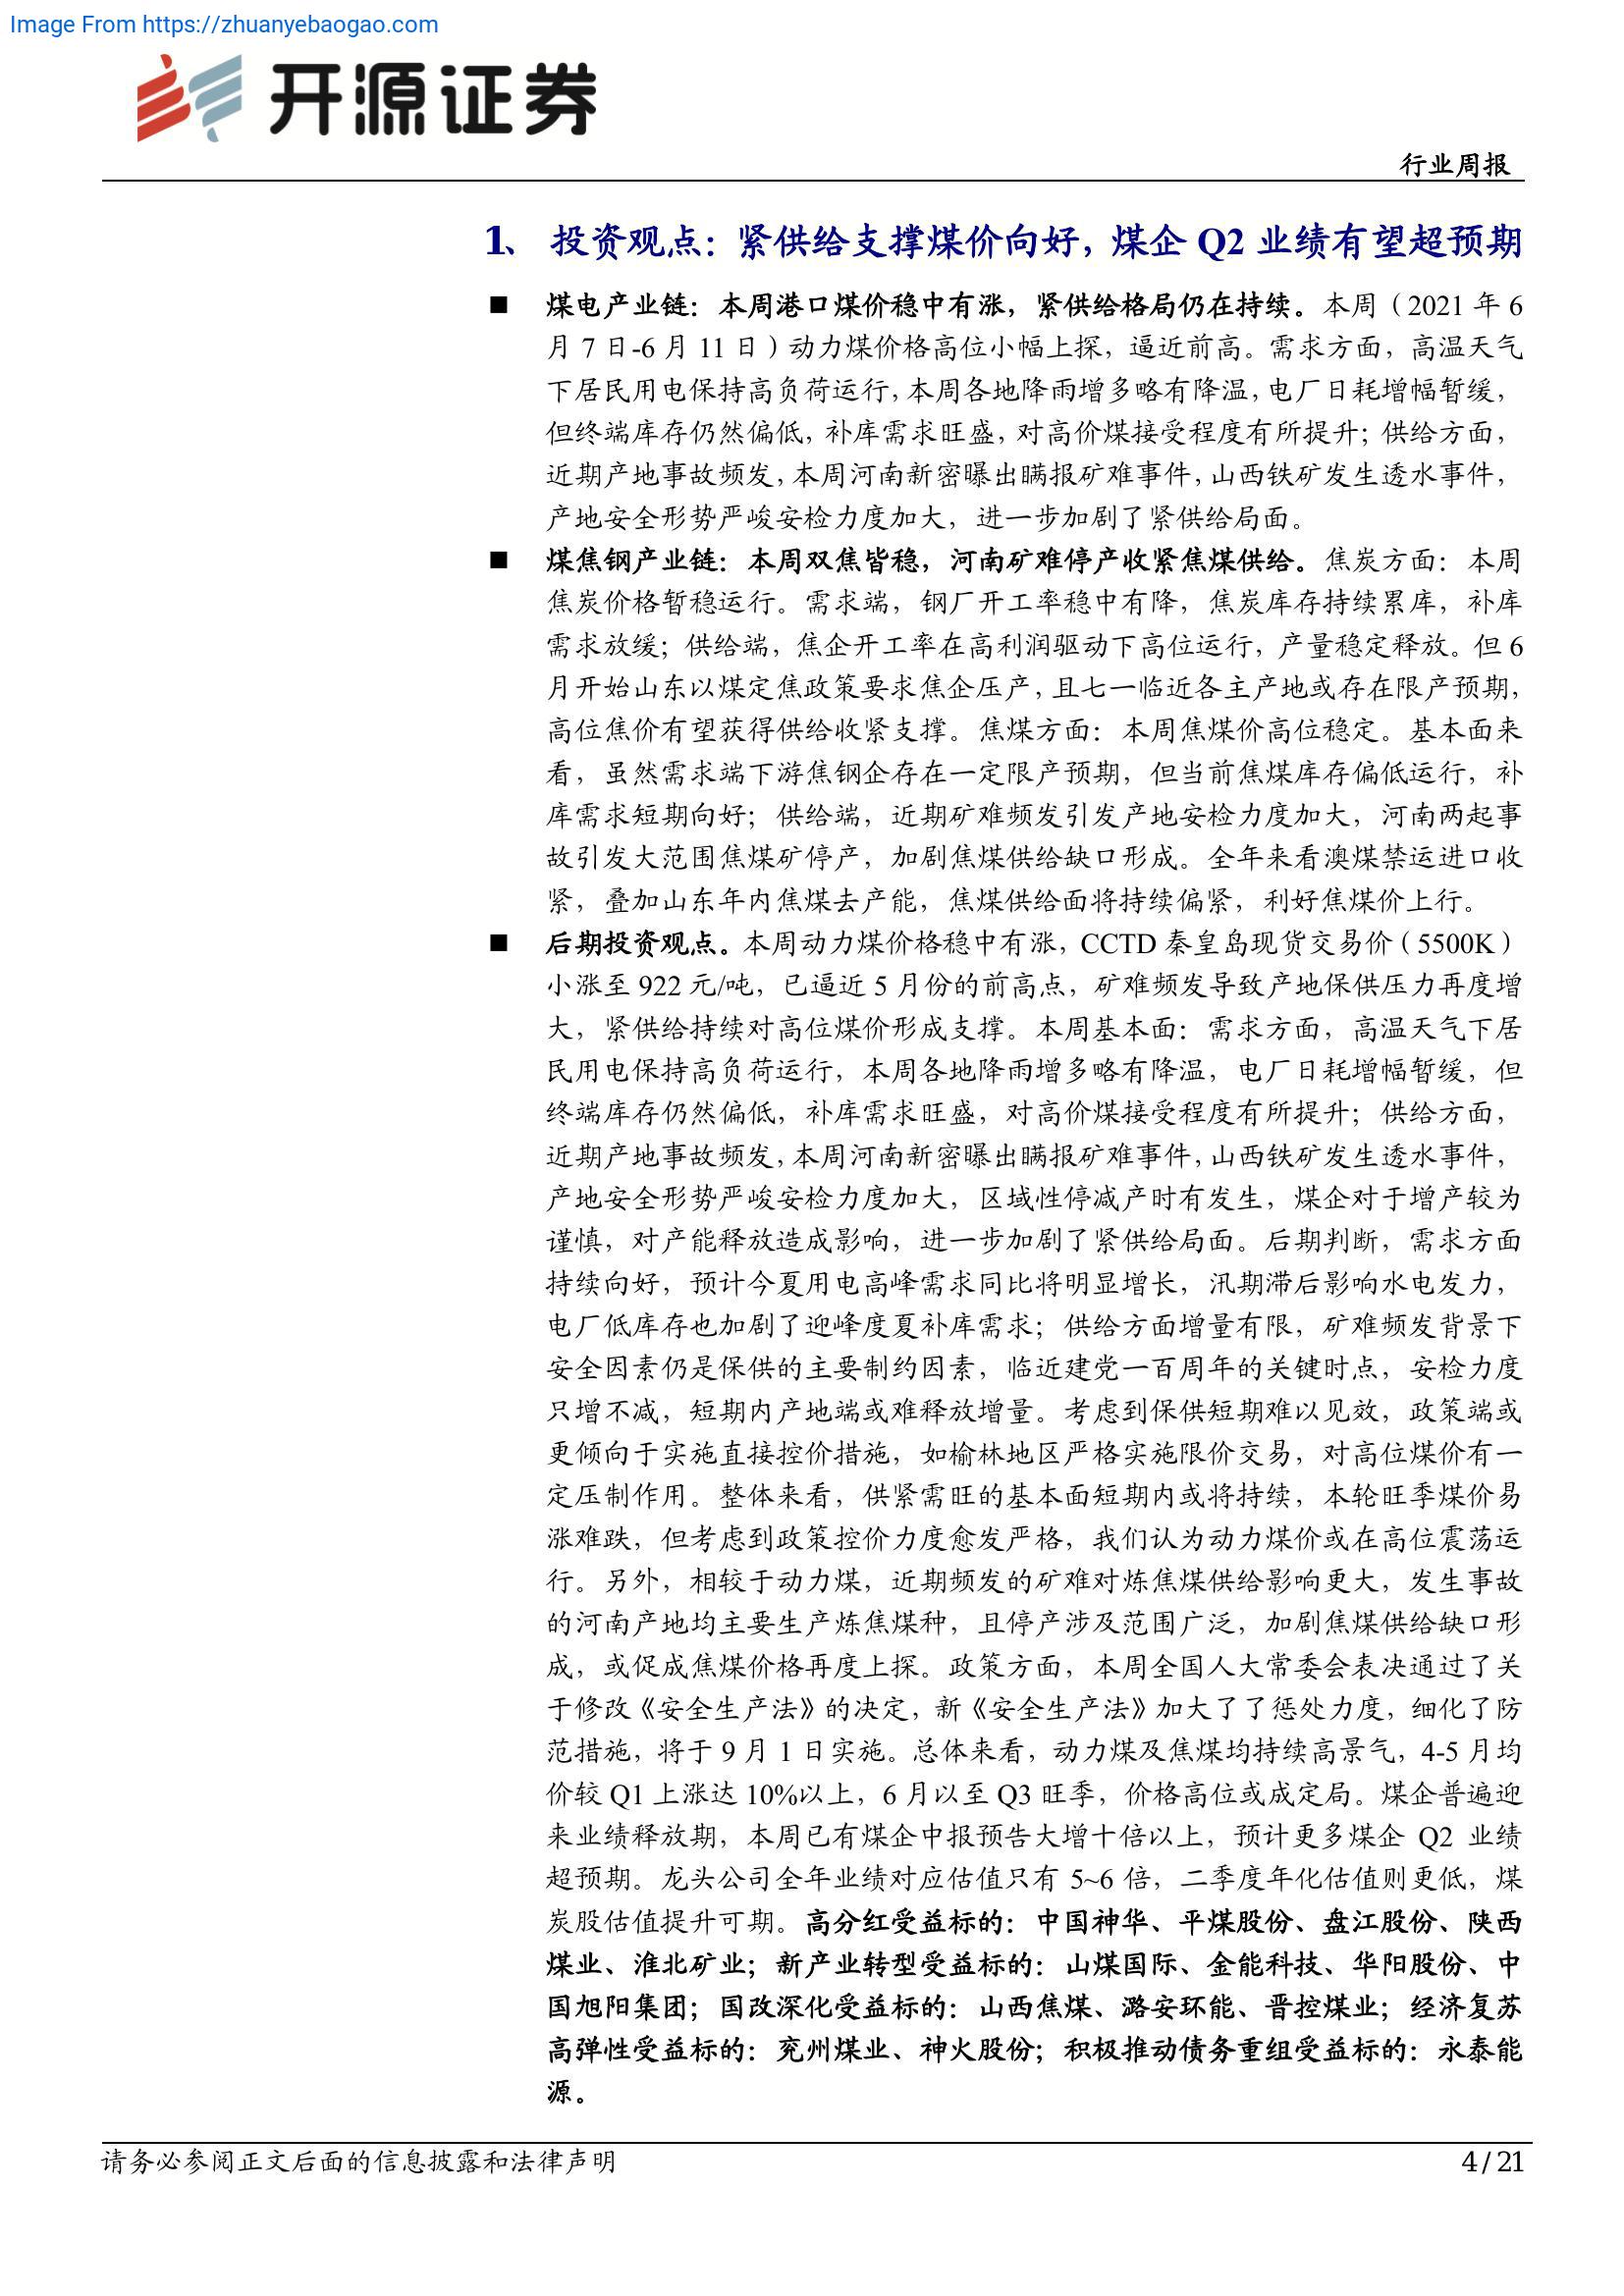 Image From https://zhuanyebaogao.com
开源证券
行业周报
1、 投资观点：紧供给支撑煤价向好，煤企 Q2 业绩有望超预期
■ 煤电产业链：本周港口煤价稳中有涨，紧供给格局仍在持续。本周（2021 年 6
月 7 日-6 月 11 日）动力煤价格高位小幅上探，逼近前高。需求方面，高温天气
下居民用电保持高负荷运行，本周各地降雨增多略有降温，电厂日耗增幅暂缓，
但终端库存仍然偏低，补库需求旺盛，对高价煤接受程度有所提升；供给方面，
近期产地事故频发，本周河南新密曝出瞒报矿难事件，山西铁矿发生透水事件，
产地安全形势严峻安检力度加大，进一步加剧了紧供给局面。
■ 煤焦钢产业链：本周双焦皆稳，河南矿难停产收紧焦煤供给。焦炭方面：本周
焦炭价格暂稳运行。需求端，钢厂开工率稳中有降，焦炭库存持续累库，补库
需求放缓；供给端，焦企开工率在高利润驱动下高位运行，产量稳定释放。但 6
月开始山东以煤定焦政策要求焦企压产，且七一临近各主产地或存在限产预期，
高位焦价有望获得供给收紧支撑。焦煤方面：本周焦煤价高位稳定。基本面来
看，虽然需求端下游焦钢企存在一定限产预期，但当前焦煤库存偏低运行，补
库需求短期向好；供给端，近期矿难频发引发产地安检力度加大，河南两起事
故引发大范围焦煤矿停产，加剧焦煤供给缺口形成。全年来看澳煤禁运进口收
紧，叠加山东年内焦煤去产能，焦煤供给面将持续偏紧，利好焦煤价上行。
■ 后期投资观点。本周动力煤价格稳中有涨，CCTD 秦皇岛现货交易价（5500K）
小涨至 922 元/吨，已逼近 5 月份的前高点，矿难频发导致产地保供压力再度增
大，紧供给持续对高位煤价形成支撑。本周基本面：需求方面，高温天气下居
民用电保持高负荷运行，本周各地降雨增多略有降温，电厂日耗增幅暂缓，但
终端库存仍然偏低，补库需求旺盛，对高价煤接受程度有所提升；供给方面，
近期产地事故频发，本周河南新密曝出瞒报矿难事件，山西铁矿发生透水事件，
产地安全形势严峻安检力度加大，区域性停减产时有发生，煤企对于增产较为
谨慎，对产能释放造成影响，进一步加剧了紧供给局面。后期判断，需求方面
持续向好，预计今夏用电高峰需求同比将明显增长，汛期滞后影响水电发力，
电厂低库存也加剧了迎峰度夏补库需求；供给方面增量有限，矿难频发背景下
安全因素仍是保供的主要制约因素，临近建党一百周年的关键时点，安检力度
只增不减，短期内产地端或难释放增量。考虑到保供短期难以见效，政策端或
更倾向于实施直接控价措施，如榆林地区严格实施限价交易，对高位煤价有一
定压制作用。整体来看，供紧需旺的基本面短期内或将持续，本轮旺季煤价易
涨难跌，但考虑到政策控价力度愈发严格，我们认为动力煤价或在高位震荡运
行。另外，相较于动力煤，近期频发的矿难对炼焦煤供给影响更大，发生事故
的河南产地均主要生产炼焦煤种，且停产涉及范围广泛，加剧焦煤供给缺口形
成，或促成焦煤价格再度上探。政策方面，本周全国人大常委会表决通过了关
于修改《安全生产法》的决定，新《安全生产法》加大了了惩处力度，细化了防
范措施，将于 9 月 1 日实施。总体来看，动力煤及焦煤均持续高景气，4-5 月均
价较 Q1 上涨达 10%以上，6 月以至 Q3 旺季，价格高位或成定局。煤企普遍迎
来业绩释放期，本周已有煤企中报预告大增十倍以上，预计更多煤企 Q2 业绩
超预期。龙头公司全年业绩对应估值只有 5~6 倍，二季度年化估值则更低，煤
炭股估值提升可期。高分红受益标的：中国神华、平煤股份、盘江股份、陕西
煤业、淮北矿业；新产业转型受益标的：山煤国际、金能科技、华阳股份、中
国旭阳集团；国改深化受益标的：山西焦煤、潞安环能、晋控煤业；经济复苏
高弹性受益标的：兖州煤业、神火股份；积极推动债务重组受益标的：永泰能
源。
请务必参阅正文后面的信息披露和法律声明
4 / 21